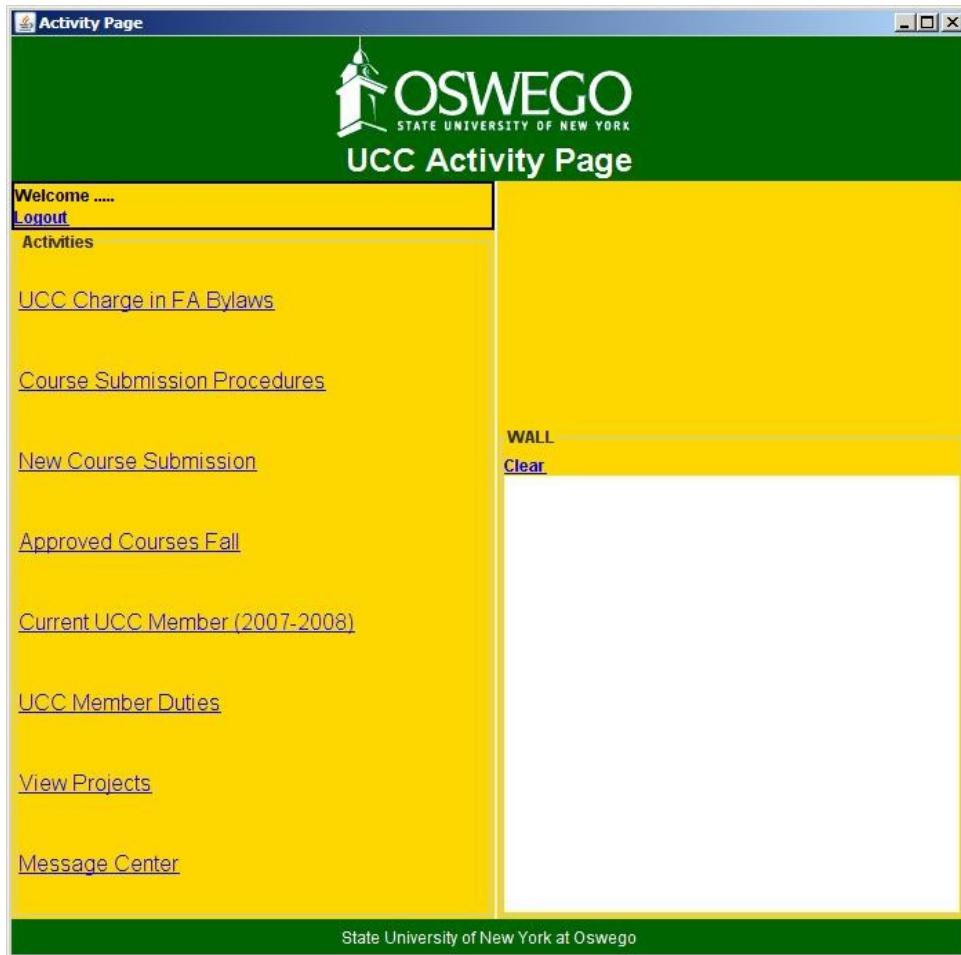 Activity Page
OSWEGO
STATE UNIVERSITY OF NEW YORK
UCC Activity Page
Welcome .....
Logout
Activities
UCC Charge in FA Bylaws
Course Submission Procedures
New Course Submission
Approved Courses Fall
Current UCC Member (2007-2008)
UCC Member Duties
View Projects
Message Center
WALL
Clear
State University of New York at Oswego